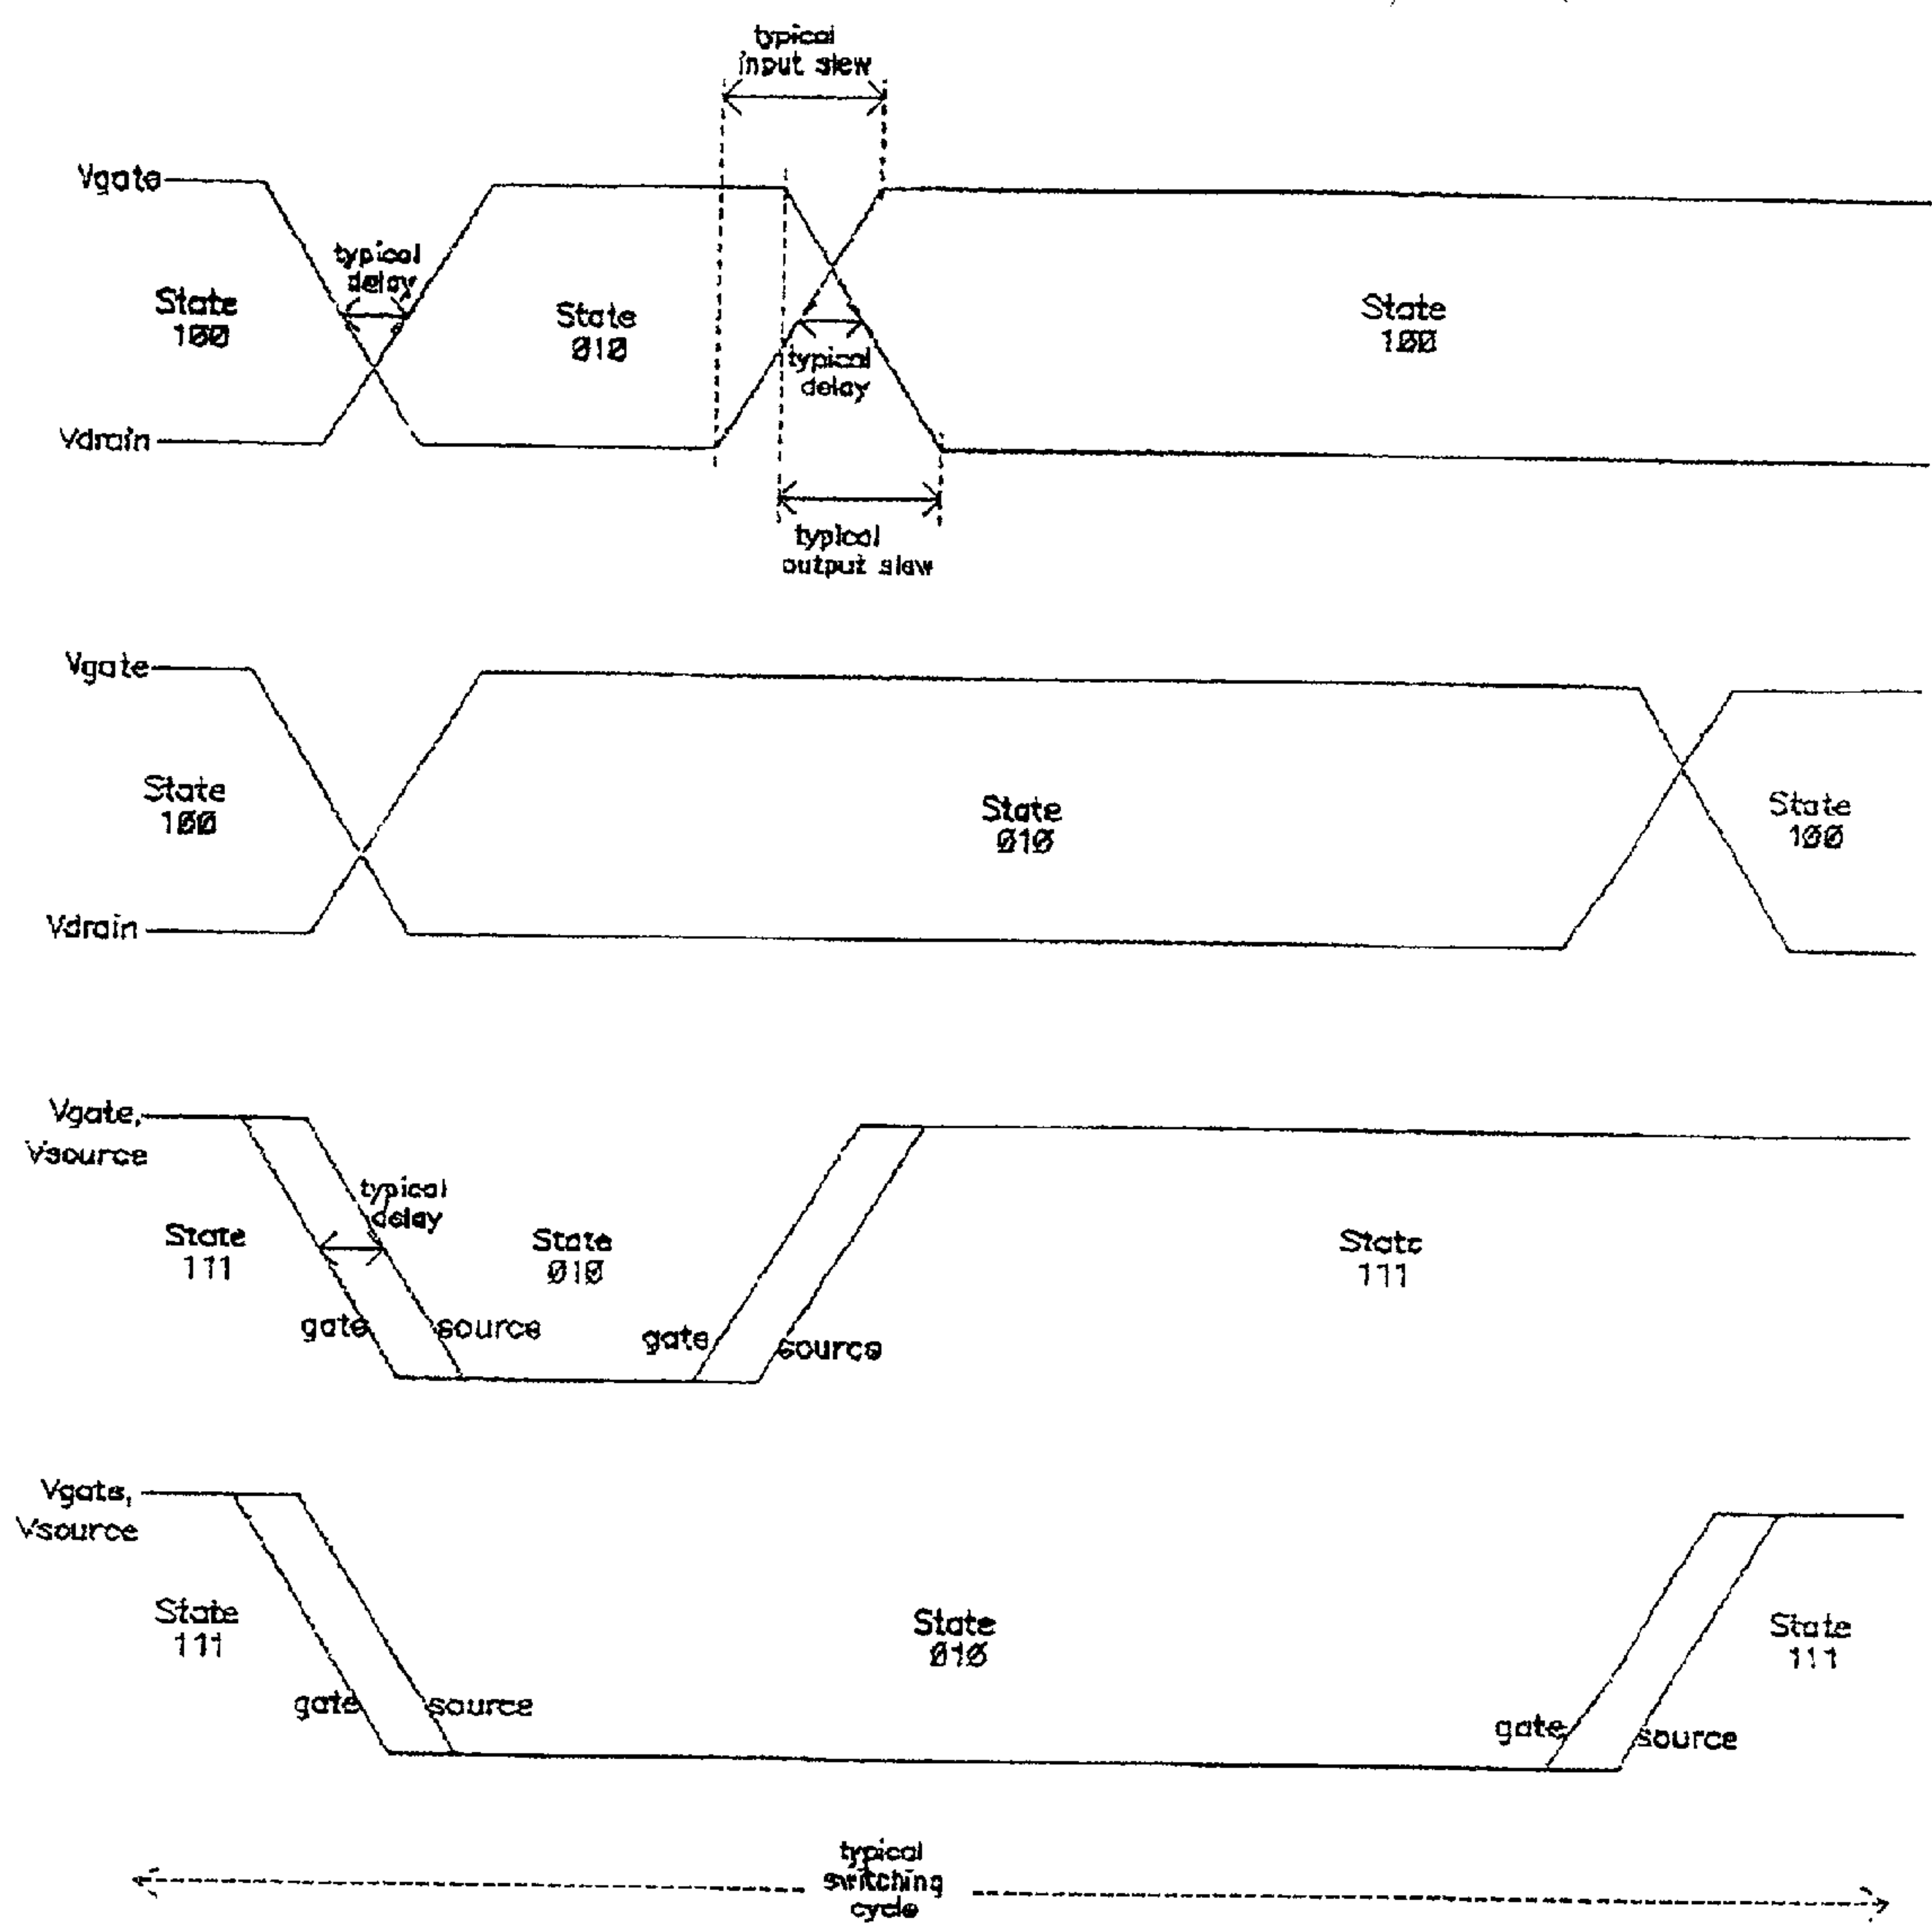 typical
input slew
Vgate
typical
delay
State
100
State
010
State
100
typical
delay
Vdrain
typical
output slew
Vgate
State
100
State
010
State
100
Vdrain
Vgate,
Vsource
typical
delay
State
111
State
010
State
111
gate
source
gate
source
Vgate,
Vsource
State
111
State
010
State
111
gate
source
gate
source
typical
switching
cycle